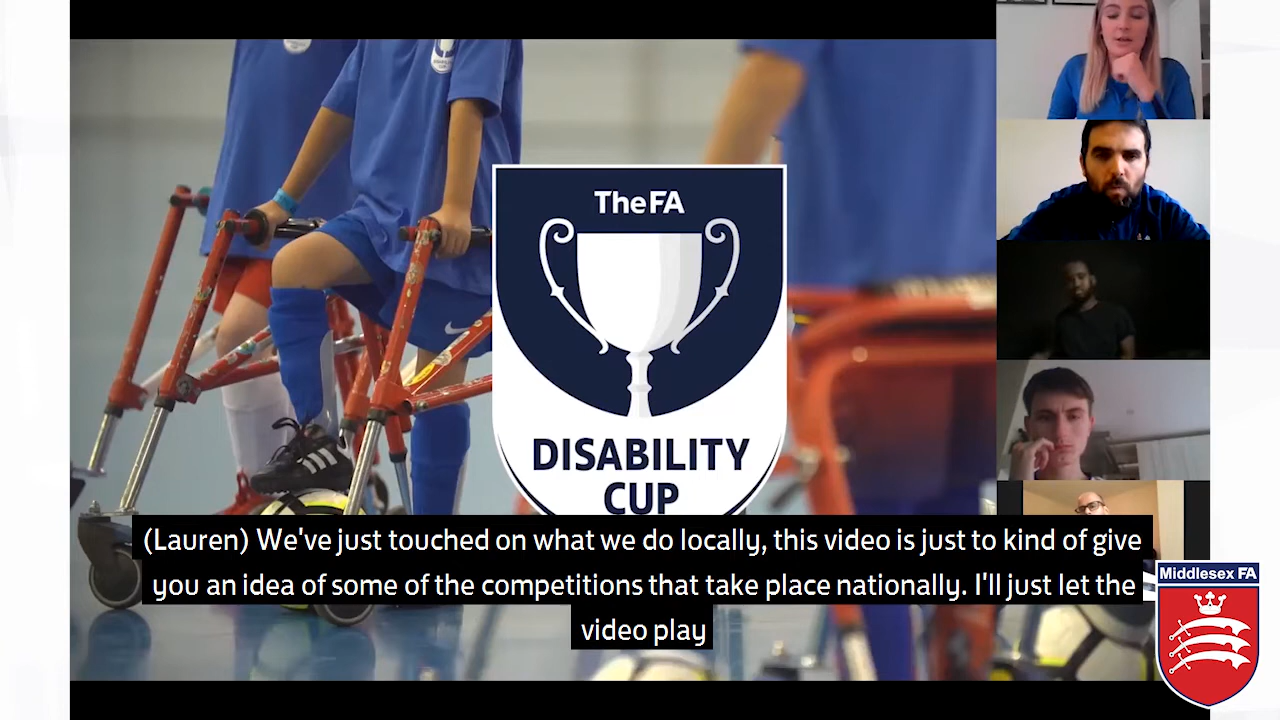 The FA
DISABILITY
CUP
(Lauren) We've just touched on what we do locally, this video is just to kind of give
you an idea of some of the competitions that take place nationally. I'll just let the
video play
Middlesex FA